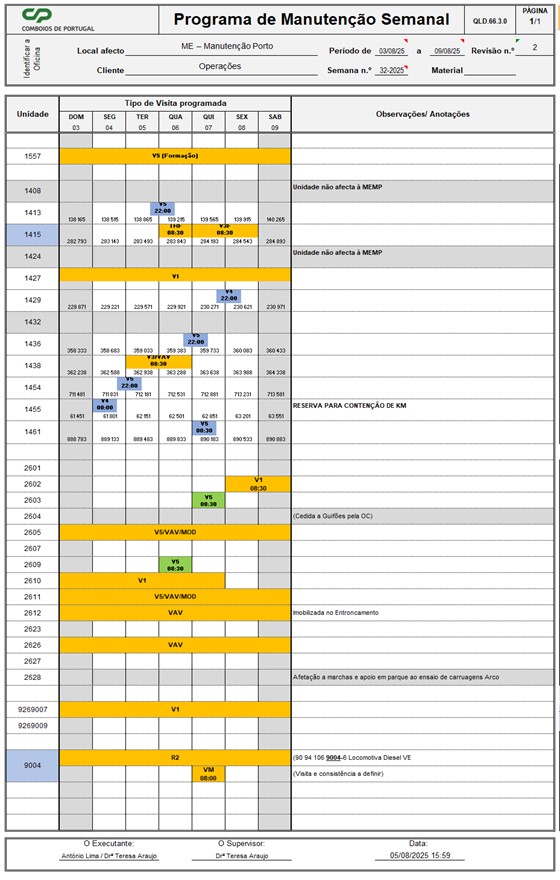 CP
COMBOIOS DE PORTUGAL
Programa de Manutenção Semanal
QLD.66.3.0
PÁGINA
1/1
Identificar a Oficina
Local afecto ME – Manutenção Porto Período de 03/08/25 a 09/08/25 Revisão n.º 2
Cliente Operações Semana n.º 32-2025 Material
Unidade Tipo de Visita programada Observações/ Anotações
DOM SEG TER QUA QUI SEX SAB
03 04 05 06 07 08 09
1557 V5 (Formação)
1408 Unidade não afecta à MEMP
1413 V5 22:00
138 165 138 515 138 865 139 215 139 565 139 915 140 265
1415 08:30 V3F 08:30
282 793 283 143 283 493 283 843 284 193 284 543 284 893
1424 Unidade não afecta à MEMP
1427 V1
1429 V4 22:00
228 871 229 221 229 571 229 921 230 271 230 621 230 971
1432
1436 V5 22:00
358 333 358 683 359 033 359 383 359 733 360 083 360 433
1438 V3/VAV 08:30
362 238 362 588 362 938 363 288 363 638 363 988 364 338
1454 V5 22:00
711 481 711 831 712 181 712 531 712 881 713 231 713 581
1455 V4 00:00 RESERVA PARA CONTENÇÃO DE KM
61 451 61 801 62 151 62 501 62 851 63 201 63 551
1461 V5 00:30
888 783 889 133 889 483 889 833 890 183 890 533 890 883
2601
2602 V1 08:30
2603 V5 08:30
2604 (Cedida a Guifões pela OC)
2605 V5/VAV/MOD
2607
2609 V5 08:30
2610 V1
2611 V5/VAV/MOD
2612 VAV Imobilizada no Entroncamento
2623
2626 VAV
2627
2628 Afetação a marchas e apoio em parque ao ensaio de carruagens Arco
9269007 V1
9269009
9004 R2 (90 94 106 9004-6 Locomotiva Diesel VE
VM 08:00 (Visita e consistência a definir)
O Executante: O Supervisor: Data:
António Lima / Drª Teresa Araujo Drª Teresa Araujo 05/08/2025 15:59